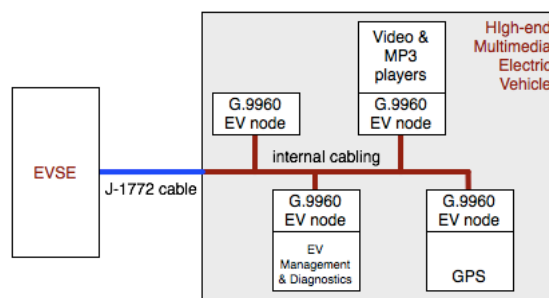 Video &
MP3
players
HIgh-end
Multimedia
Electric
Vehicle
G.9960
EV node
G.9960
EV node
EVSE
internal cabling
J-1772 cable
G.9960
EV node
G.9960
EV node
EV
Management
& Diagnostics
GPS